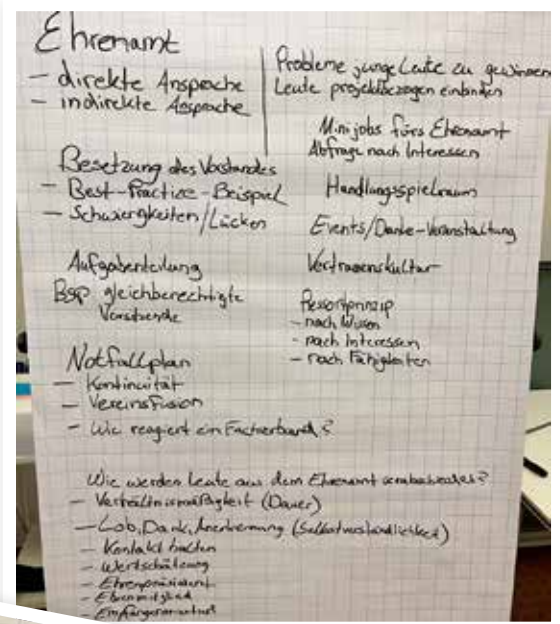 Ehrenamt
- direkte Ansprache
- indirekte Ansprache
Besetzung des Vorstandes
- Best-Practice-Beispiel
- Schwierigkeiten/Lücken
Aufgabenteilung
Bsp gleichberechtigte
Vorsitzende
Notfallplan
- Kontinuität
- Vereinsfusion
- Wie reagiert ein Fachverband?
Probleme junge Leute zu gewinnen
Leute projektbezogen einbinden
Minijobs fürs Ehrenamt
Abfrage nach Interessen
Handlungsspielraum
Events/Danke-Veranstaltung
Vertrauenskultur
Ressortprinzip
- nach Wissen
- nach Interessen
- nach Fähigkeiten
Wie werden Leute aus dem Ehrenamt verabschiedet?
- Verhältnismäßigkeit (Dauer)
- Lob, Dank, Anerkennung (Selbstverständlichkeit)
- Kontakt halten
- Wertschätzung
- Ehrenpräsident
- Ehrenmitglied